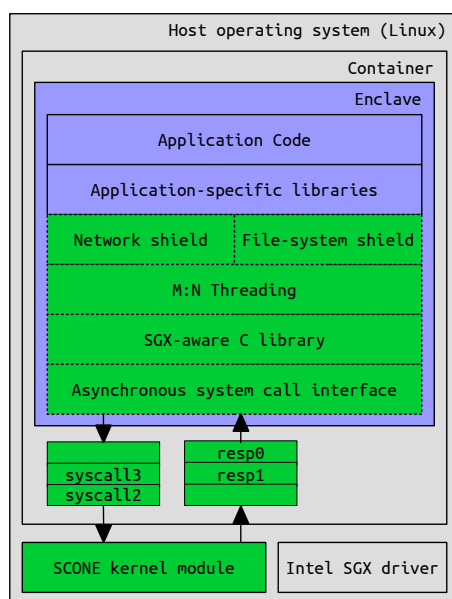 Host operating system (Linux)
Container
Enclave
Application Code
Application-specific libraries
Network shield
File-system shield
M:N Threading
SGX-aware C library
Asynchronous system call interface
syscall3
syscall2
resp0
resp1
SCONE kernel module
Intel SGX driver